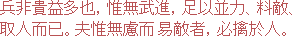 兵非貴益多也，惟無武進，足以並力、料敵、
取人而已。夫惟無慮而易敵者，必擒於人。